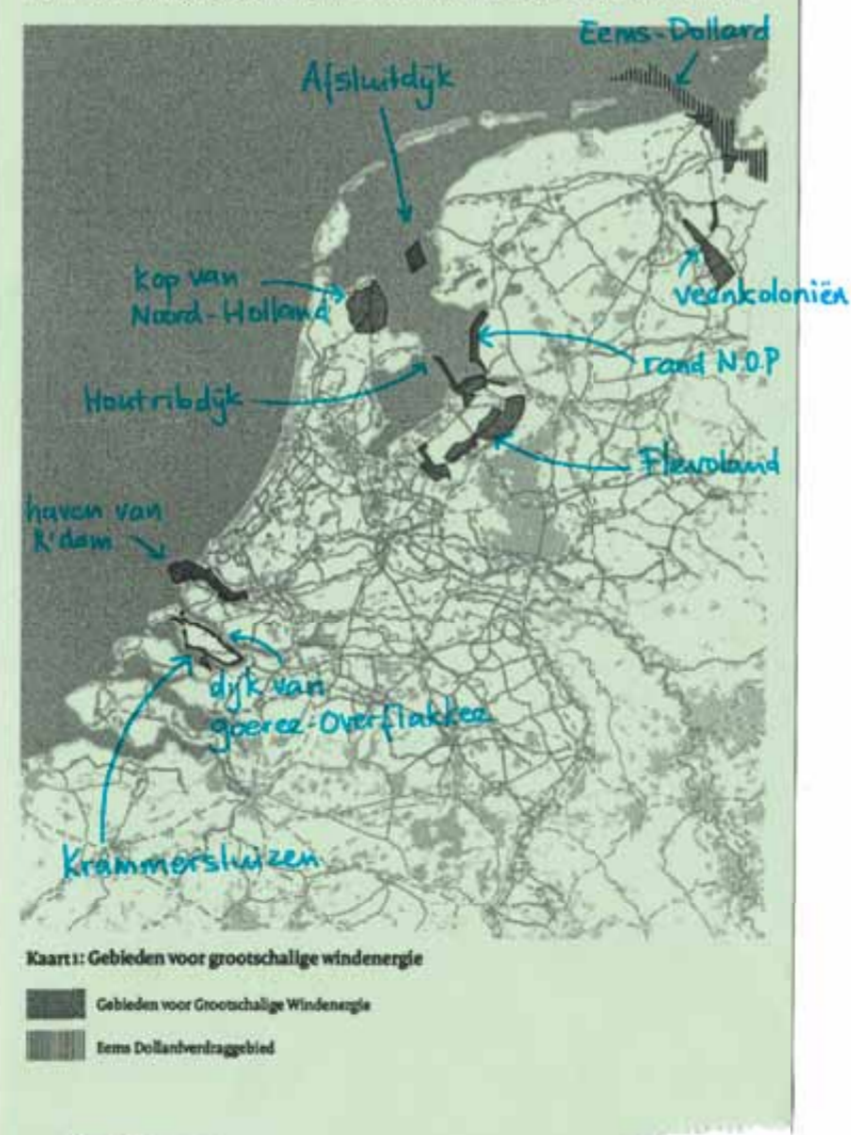 Eems-Dollard
Afsluitdijk
Kop van
Noord-Holland
veenkoloniën
rand N.O.P
Houtribdijk
Flevoland
haven van
R'dam
dijk van
goeree-overflakkee
Krammersluizen
Kaart 1: Gebieden voor grootschalige windenergie
Gebieden voor Grootschalige Windenergie
Eems Dollardverdraggebied